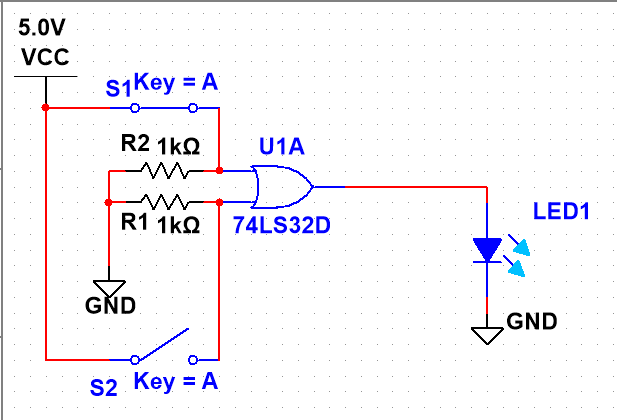 5.0V
VCC
S1
Key = A
R2 1kΩ
U1A
R1 1kΩ
74LS32D
LED1
GND
GND
S2
Key = A